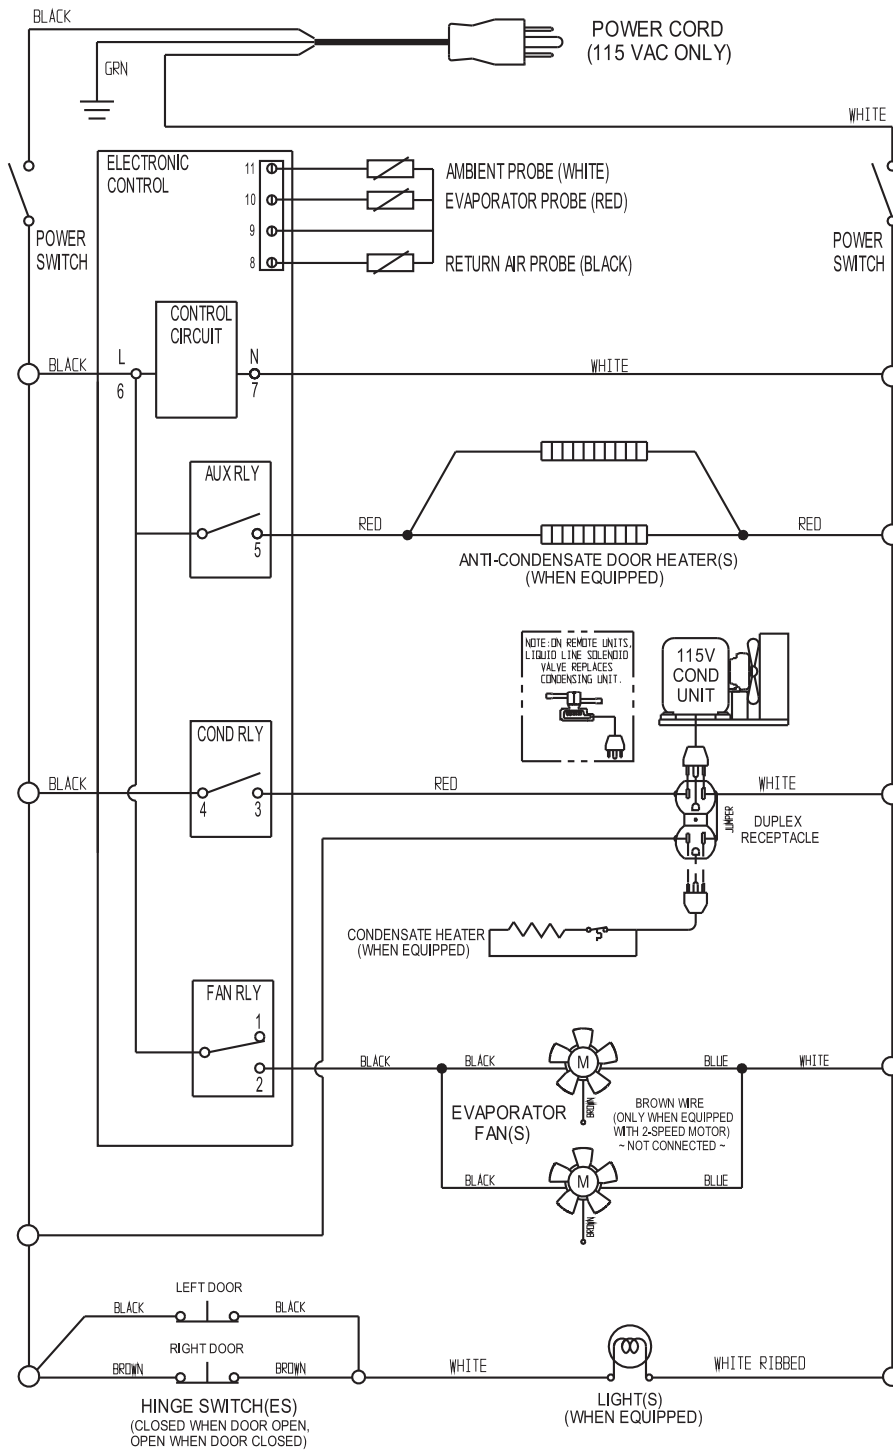 BLACK
POWER CORD
(115 VAC ONLY)
GRN
WHITE
ELECTRONIC
CONTROL
11
AMBIENT PROBE (WHITE)
10
EVAPORATOR PROBE (RED)
9
8
RETURN AIR PROBE (BLACK)
POWER
SWITCH
POWER
SWITCH
CONTROL
CIRCUIT
BLACK
L
6
N
7
WHITE
AUX RLY
5
RED
RED
ANTI-CONDENSATE DOOR HEATER(S)
(WHEN EQUIPPED)
NOTE: ON REMOTE UNITS,
LIQUID LINE SOLENOID
VALVE REPLACES
CONDENSING UNIT.
115V
COND
UNIT
COND RLY
BLACK
4
3
RED
WHITE
JUMPER
DUPLEX
RECEPTACLE
CONDENSATE HEATER
(WHEN EQUIPPED)
FAN RLY
1
2
BLACK
BLACK
M
BLUE
WHITE
BROWN
EVAPORATOR
FAN(S)
BROWN WIRE
(ONLY WHEN EQUIPPED
WITH 2-SPEED MOTOR)
~ NOT CONNECTED ~
BLACK
M
BLUE
BROWN
LEFT DOOR
BLACK
BLACK
RIGHT DOOR
BROWN
BROWN
WHITE
WHITE RIBBED
HINGE SWITCH(ES)
(CLOSED WHEN DOOR OPEN,
OPEN WHEN DOOR CLOSED)
LIGHT(S)
(WHEN EQUIPPED)